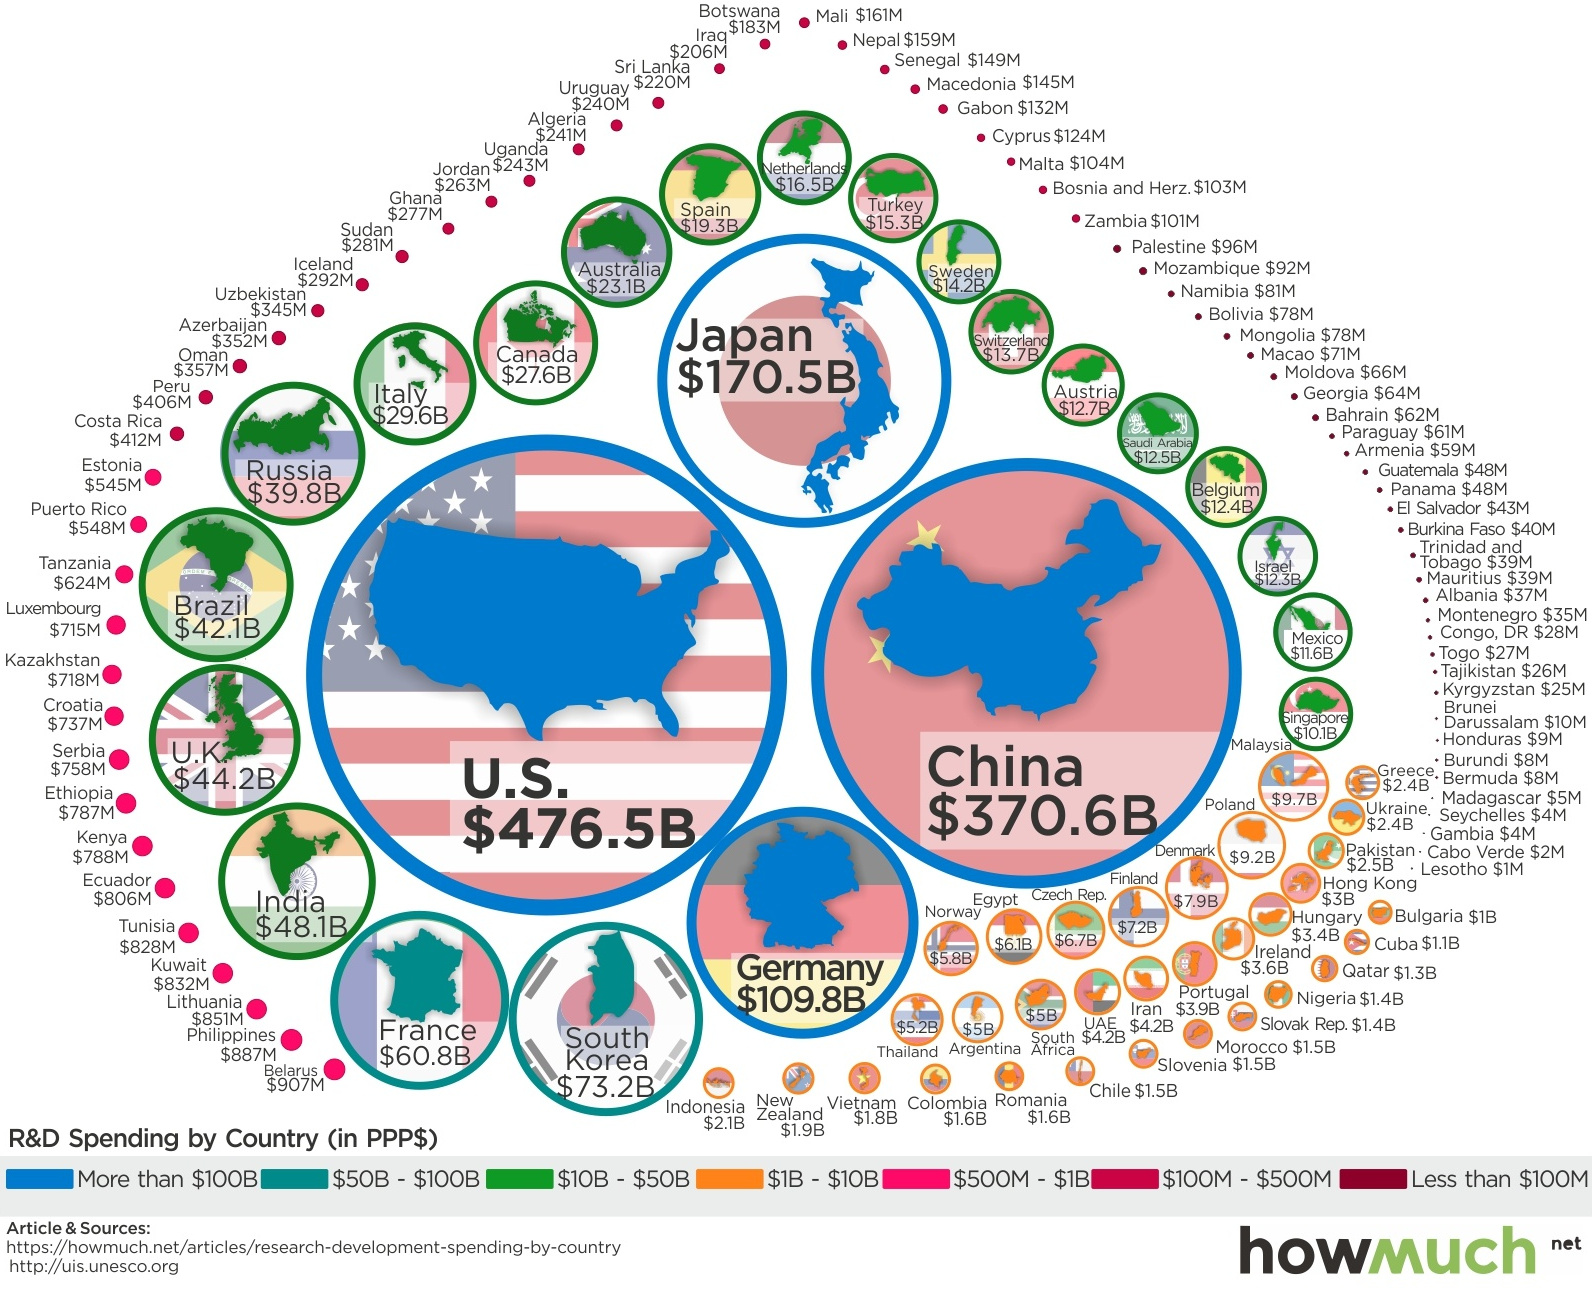 Botswana
$183M
Mali $161M
Iraq
$206M
Nepal $159M
Sri Lanka
$220M
Senegal $149M
Uruguay
$240M
Macedonia $145M
Algeria
$241M
Gabon $132M
Uganda
$243M
Cyprus $124M
Jordan
$263M
Malta $104M
Ghana
$277M
Bosnia and Herz. $103M
Sudan
$281M
Zambia $101M
Iceland
$292M
Palestine $96M
Uzbekistan
$345M
Mozambique $92M
Azerbaijan
$352M
Namibia $81M
Oman
$357M
Bolivia $78M
Peru
$406M
Mongolia $78M
Costa Rica
$412M
Macao $71M
Estonia
$545M
Moldova $66M
Puerto Rico
$548M
Georgia $64M
Tanzania
$624M
Bahrain $62M
Luxembourg
$715M
Paraguay $61M
Kazakhstan
$718M
Armenia $59M
Croatia
$737M
Guatemala $48M
Serbia
$758M
Panama $48M
Ethiopia
$787M
El Salvador $43M
Kenya
$788M
Burkina Faso $40M
Ecuador
$806M
Trinidad and
Tobago $39M
Tunisia
$828M
Mauritius $39M
Kuwait
$832M
Albania $37M
Lithuania
$851M
Montenegro $35M
Philippines
$887M
Congo, DR $28M
Belarus
$907M
Togo $27M
Tajikistan $26M
Kyrgyzstan $25M
Brunei
Darussalam $10M
Honduras $9M
Burundi $8M
Bermuda $8M
Madagascar $5M
Seychelles $4M
Gambia $4M
Cabo Verde $2M
Lesotho $1M
Netherlands
$16.5B
Spain
$19.3B
Turkey
$15.3B
Australia
$23.1B
Sweden
$14.2B
Canada
$27.6B
Switzerland
$13.7B
Italy
$29.6B
Austria
$12.7B
Russia
$39.8B
Saudi Arabia
$12.5B
Brazil
$42.1B
Belgium
$12.4B
U.K.
$44.2B
Israel
$12.3B
India
$48.1B
Mexico
$11.6B
Singapore
$10.1B
Japan
$170.5B
U.S.
$476.5B
China
$370.6B
Germany
$109.8B
France
$60.8B
South
Korea
$73.2B
Malaysia
$9.7B
Greece
$2.4B
Poland
$9.2B
Ukraine
$2.4B
Denmark
$7.9B
Pakistan
$2.5B
Finland
$7.2B
Hong Kong
$3B
Czech Rep.
$6.7B
Hungary
$3.4B
Bulgaria $1B
Egypt
$6.1B
Ireland
$3.6B
Cuba $1.1B
Norway
$5.8B
Portugal
$3.9B
Qatar $1.3B
Iran
$4.2B
Nigeria $1.4B
UAE
$4.2B
Slovak Rep. $1.4B
South
Africa
$5B
Morocco $1.5B
Argentina
$5B
Slovenia
$1.5B
Thailand
$5.2B
Chile $1.5B
Indonesia
$2.1B
New
Zealand
$1.9B
Vietnam
$1.8B
Colombia
$1.6B
Romania
$1.6B
R&D Spending by Country (in PPP$)
More than $100B
$50B - $100B
$10B - $50B
$1B - $10B
$500M - $1B
$100M - $500M
Less than $100M
Article & Sources:
https://howmuch.net/articles/research-development-spending-by-country
http://uis.unesco.org
howmuch net